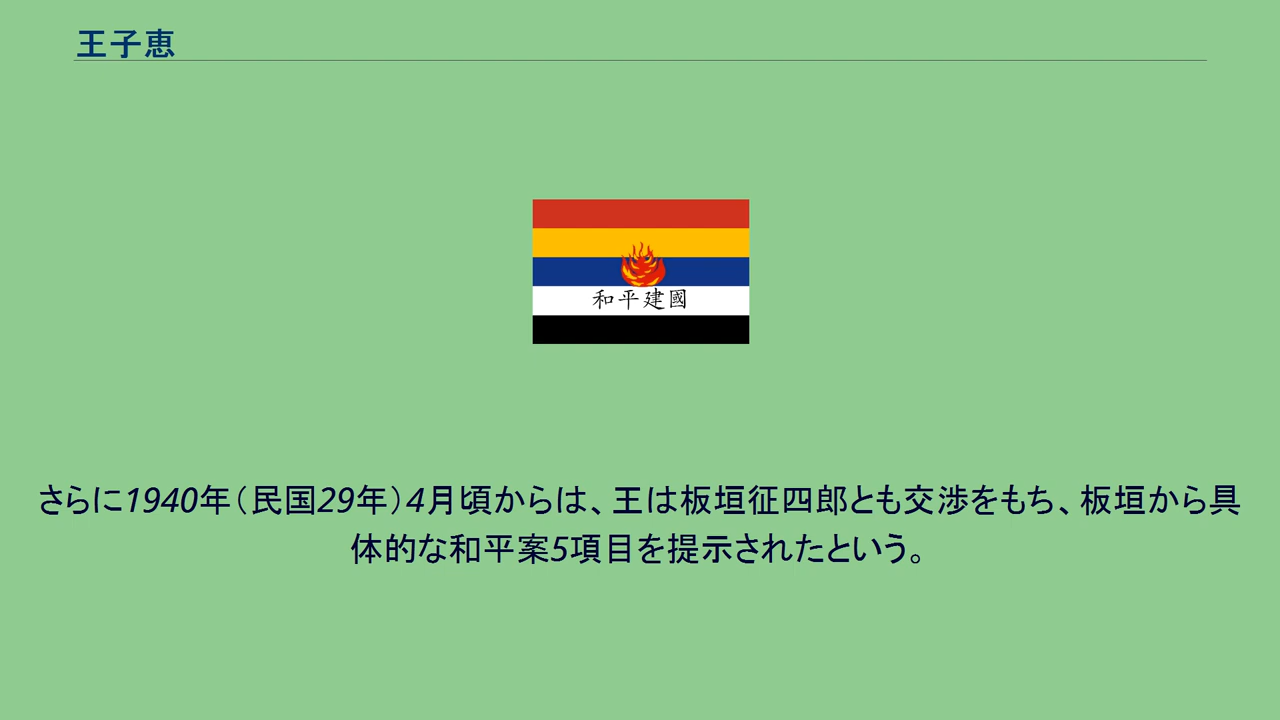 王子恵
和平建國
さらに1940年（民国29年）4月頃からは、王は板垣征四郎とも交渉をもち、板垣から具
体的な和平案5項目を提示されたという。